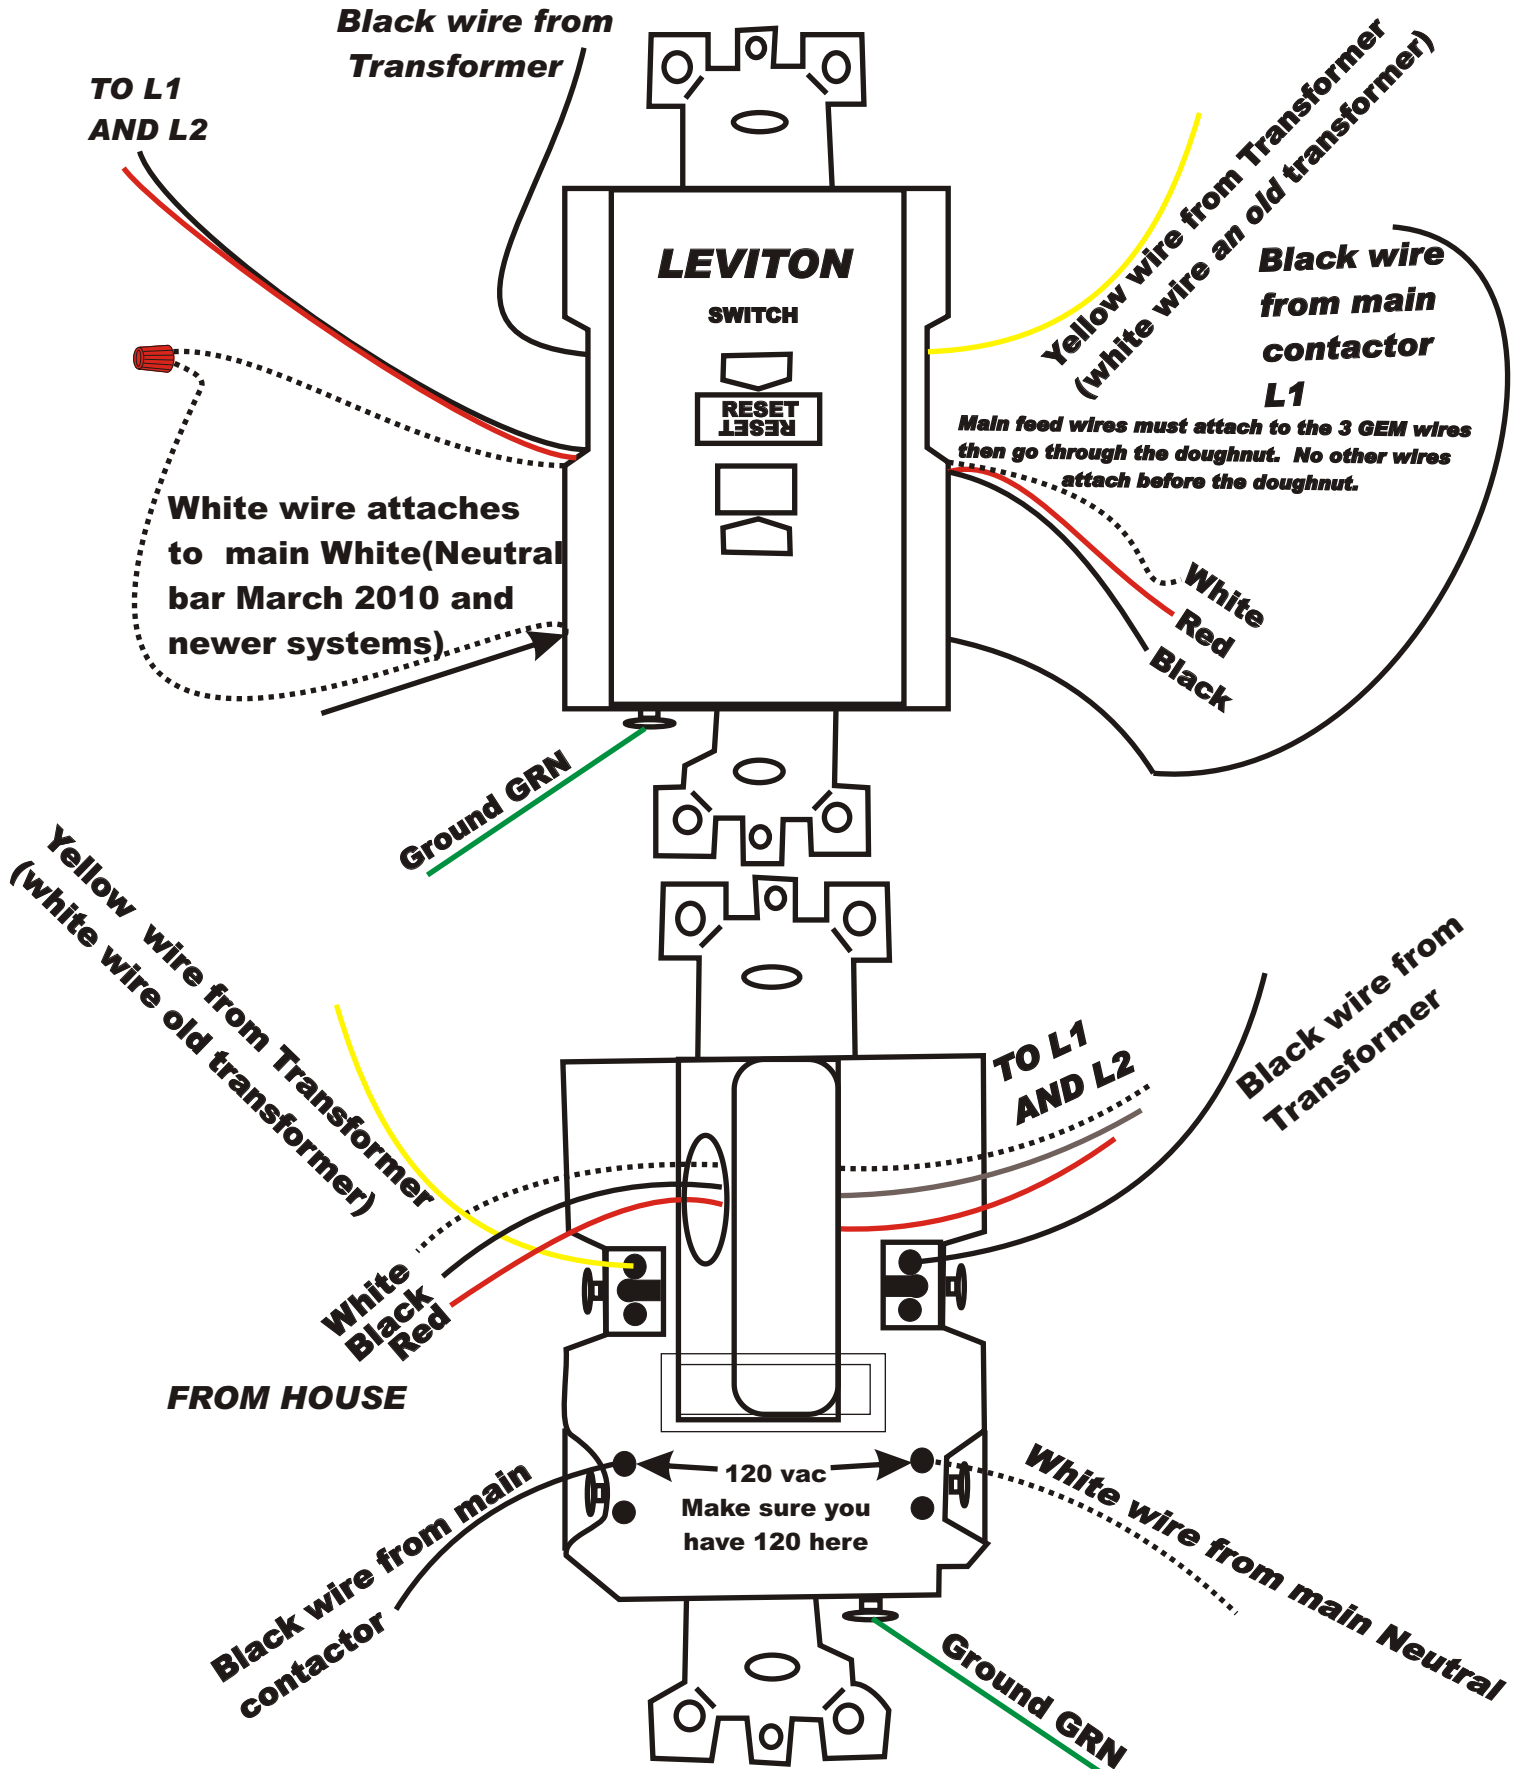 Black wire from
Transformer
TO L1
AND L2
Yellow wire from Transformer
(white wire an old transformer)
LEVITON
SWITCH
RESET
RESET
Black wire
from main
contactor
L1
Main feed wires must attach to the 3 GEM wires
then go through the doughnut.  No other wires
attach before the doughnut.
White wire attaches
to  main White(Neutral
bar March 2010 and
newer systems)
White
Red
Black
Ground GRN
Yellow  wire from Transformer
(white wire old transformer)
TO L1
AND L2
Black wire from
Transformer
White
Black
Red
FROM HOUSE
120 vac
Make sure you
have 120 here
Black wire from main
contactor
White wire from main Neutral
Ground GRN